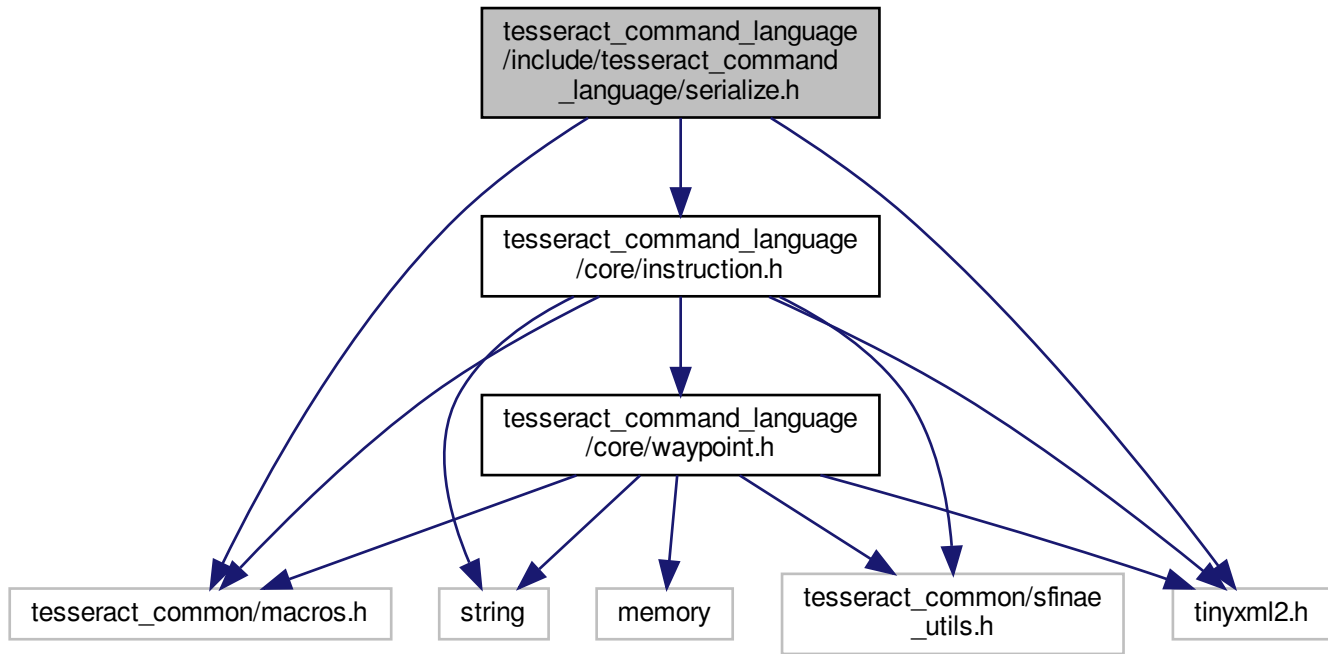 tesseract_command_language
/include/tesseract_command
_language/serialize.h
tesseract_command_language
/core/instruction.h
tesseract_command_language
/core/waypoint.h
tesseract_common/macros.h
string
memory
tesseract_common/sfinae
_utils.h
tinyxml2.h